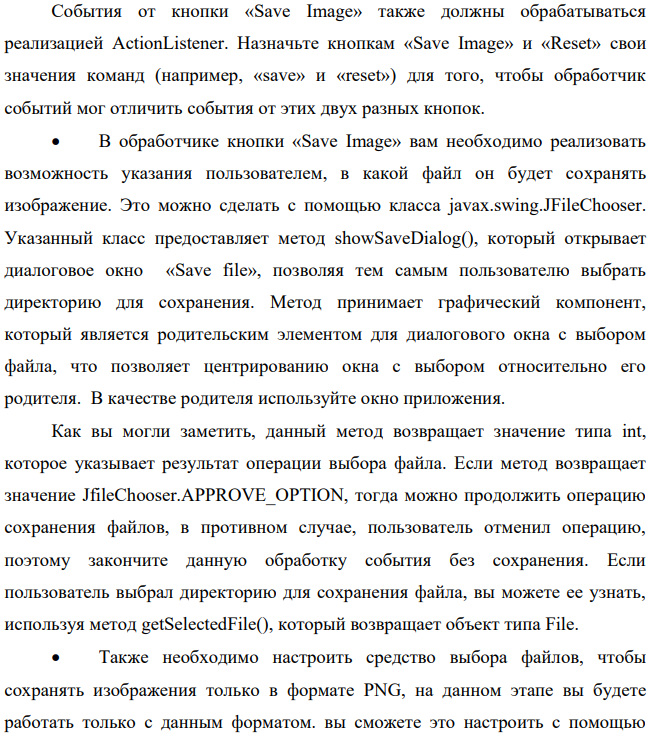 События от кнопки «Save Image» также должны обрабатываться
реализацией ActionListener. Назначьте кнопкам «Save Image» и «Reset» свои
значения команд (например, «save» и «reset») для того, чтобы обработчик
событий мог отличить события от этих двух разных кнопок.
• В обработчике кнопки «Save Image» вам необходимо реализовать
возможность указания пользователем, в какой файл он будет сохранять
изображение. Это можно сделать с помощью класса javax.swing.JFileChooser.
Указанный класс предоставляет метод showSaveDialog(), который открывает
диалоговое окно «Save file», позволяя тем самым пользователю выбрать
директорию для сохранения. Метод принимает графический компонент,
который является родительским элементом для диалогового окна с выбором
файла, что позволяет центрированию окна с выбором относительно его
родителя. В качестве родителя используйте окно приложения.
Как вы могли заметить, данный метод возвращает значение типа int,
которое указывает результат операции выбора файла. Если метод возвращает
значение JfileChooser.APPROVE_OPTION, тогда можно продолжить операцию
сохранения файлов, в противном случае, пользователь отменил операцию,
поэтому закончите данную обработку события без сохранения. Если
пользователь выбрал директорию для сохранения файла, вы можете ее узнать,
используя метод getSelectedFile(), который возвращает объект типа File.
• Также необходимо настроить средство выбора файлов, чтобы
сохранять изображения только в формате PNG, на данном этапе вы будете
работать только с данным форматом. вы сможете это настроить с помощью